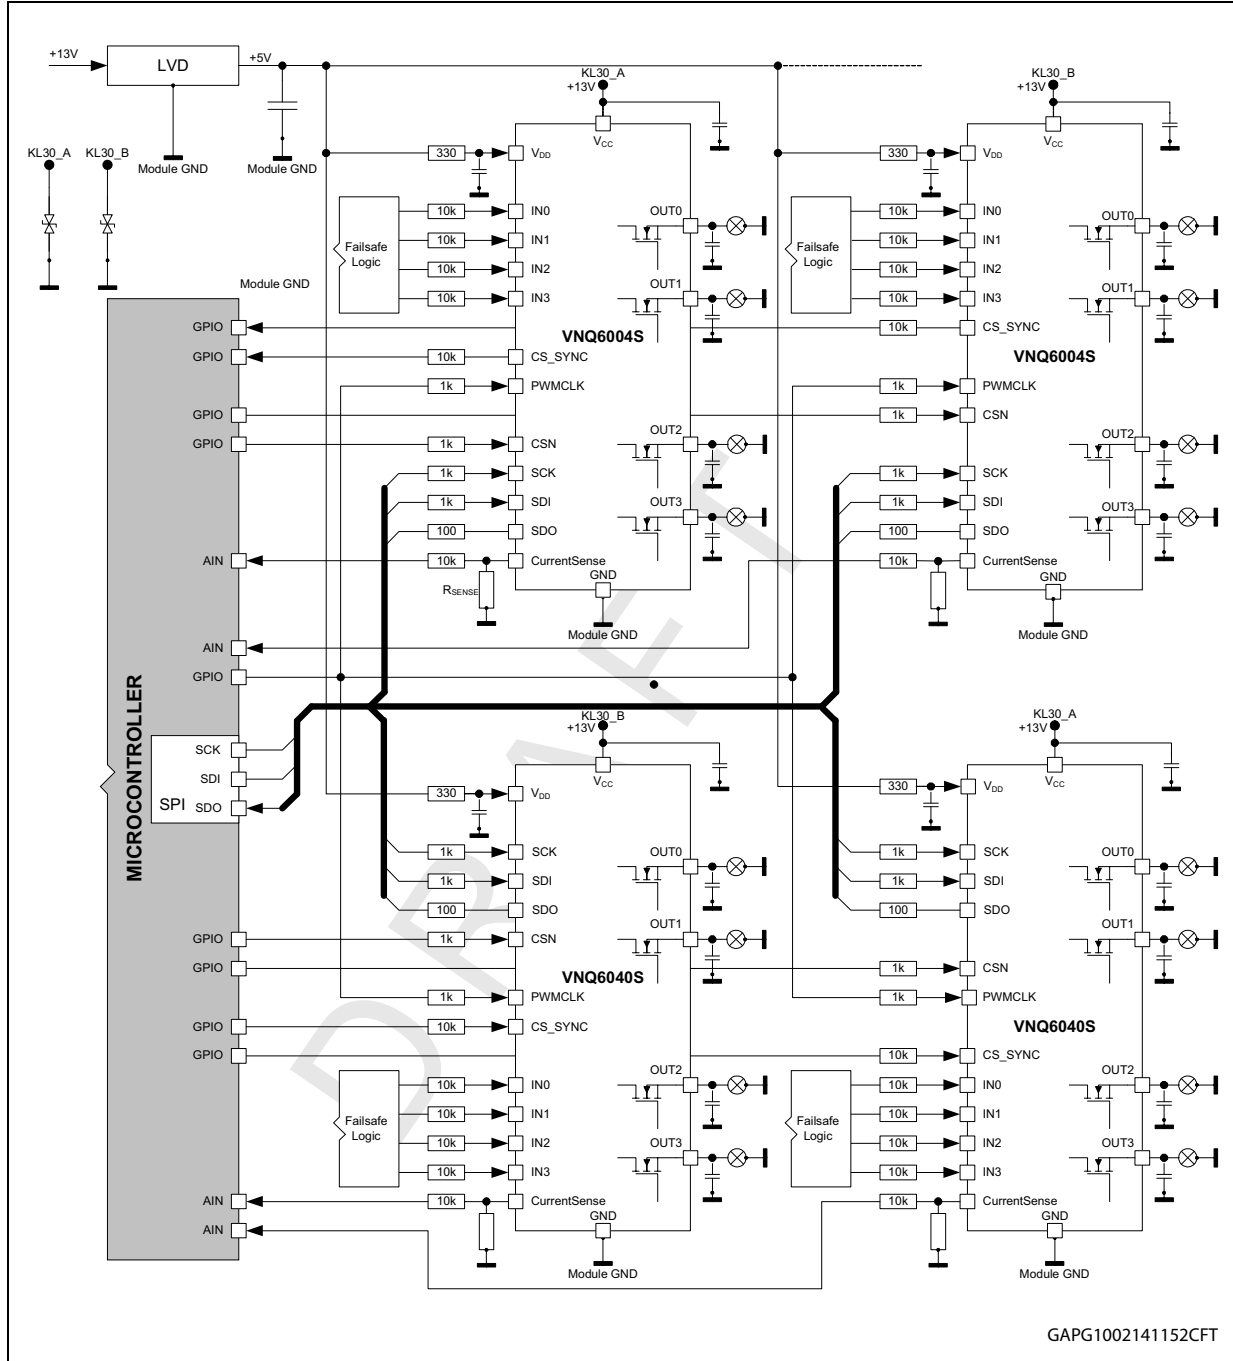 +13V LVD +5V
KL30_A +13V KL30_B +13V
KL30_A KL30_B Module GND Module GND
VCC VCC
330 VDD 330 VDD
10k IN0 OUT0 10k IN0 OUT0
Failsafe Logic 10k IN1 Failsafe Logic 10k IN1
10k IN2 10k IN2
Module GND 10k IN3 OUT1 10k IN3 OUT1
GPIO VNQ6004S 10k CS_SYNC
GPIO 10k CS_SYNC VNQ6004S
1k PWMCLK 1k PWMCLK
GPIO 1k CSN
GPIO 1k CSN OUT2 OUT2
1k SCK 1k SCK
1k SDI OUT3 1k SDI OUT3
100 SDO 100 SDO
AIN 10k CurrentSense 10k CurrentSense
RSENSE GND GND
Module GND Module GND
AIN
GPIO
MICROCONTROLLER
DRAFT
KL30_B +13V KL30_A +13V
SCK VCC VCC
SDI
SPI SDO 330 VDD 330 VDD
1k SCK OUT0 1k SCK OUT0
1k SDI 1k SDI
100 SDO OUT1 100 SDO OUT1
GPIO 1k CSN
GPIO VNQ6040S 1k CSN
1k PWMCLK 1k PWMCLK
GPIO 10k CS_SYNC VNQ6040S
GPIO 10k CS_SYNC
10k IN0 OUT2 10k IN0 OUT2
Failsafe Logic 10k IN1 Failsafe Logic 10k IN1
10k IN2 OUT3 10k IN2 OUT3
10k IN3 10k IN3
AIN 10k CurrentSense 10k CurrentSense
AIN GND GND
Module GND Module GND
GAPG1002141152CFT